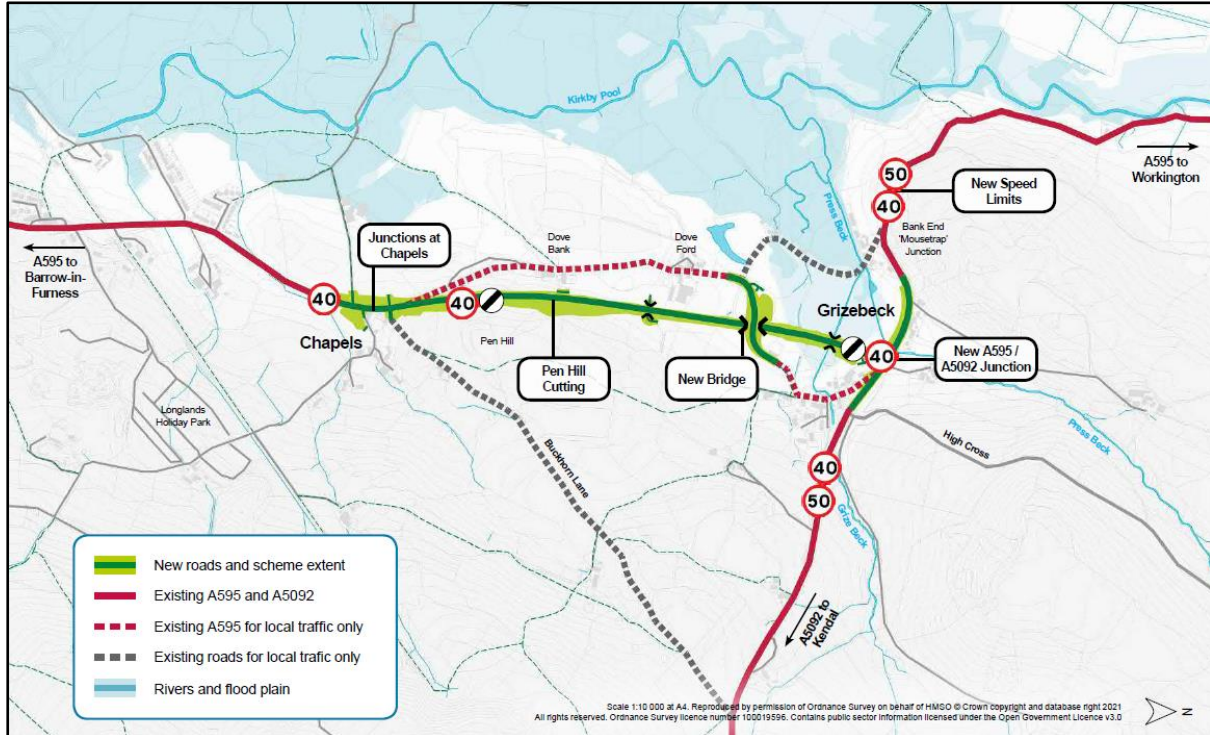 Kirkby Pool
A595 to
Workington
50
40
New Speed
Limits
Bank End
'Mousetrap'
Junction
Press Beck
A595 to
Barrow-in-
Furness
Junctions at
Chapels
Dove
Bank
Dove
Ford
40
40
Chapels
Pen Hill
Pen Hill
Cutting
New Bridge
Grizebeck
40
New A595 /
A5092 Junction
Longlands
Holiday Park
Buckhorn Lane
High Cross
Press Beck
40
50
Grize Beck
A5092 to
Kendal
New roads and scheme extent
Existing A595 and A5092
Existing A595 for local traffic only
Existing roads for local trafic only
Rivers and flood plain
Scale 1:10 000 at A4. Reproduced by permission of Ordnance Survey on behalf of HMSO © Crown copyright and database right 2021
All rights reserved. Ordnance Survey licence number 100019596. Contains public sector information licensed under the Open Government Licence v3.0
N